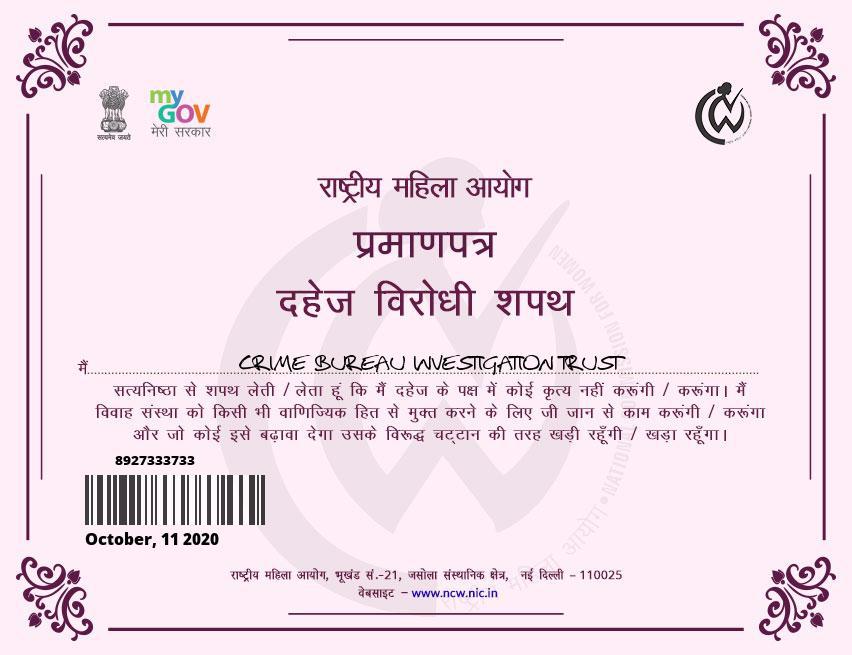 सत्यमेव जयते
my
GOV
मेरी सरकार
राष्ट्रीय महिला आयोग
प्रमाणपत्र
दहेज विरोधी शपथ
मैं CRIME BUREAU INVESTIGATION TRUST
सत्यनिष्ठा से शपथ लेती / लेता हूं कि मैं दहेज के पक्ष में कोई कृत्य नहीं करूंगी / करूंगा। मैं
विवाह संस्था को किसी भी वाणिज्यिक हित से मुक्त करने के लिए जी जान से काम करूंगी / करूंगा
और जो कोई इसे बढ़ावा देगा उसके विरूद्ध चट्टान की तरह खड़ी रहूँगी / खड़ा रहूँगा।
8927333733
October, 11 2020
राष्ट्रीय महिला आयोग, भूखंड सं.–21, जसोला संस्थानिक क्षेत्र, नई दिल्ली – 110025
वेबसाइट – www.ncw.nic.in